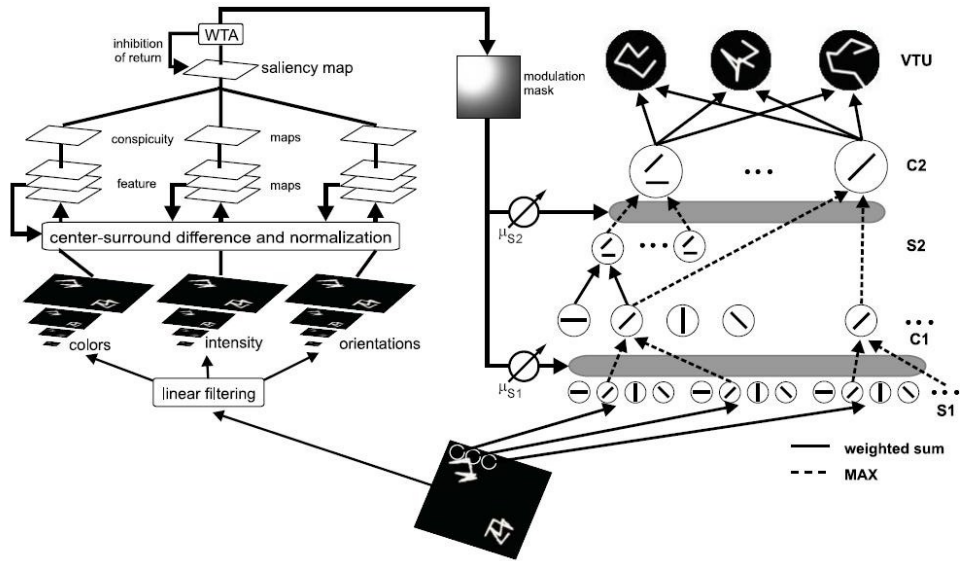 WTA
inhibition
of return
saliency map
conspicuity
maps
feature
maps
center-surround difference and normalization
colors
intensity
orientations
linear filtering
modulation
mask
μS2
μS1
VTU
C2
S2
C1
S1
weighted sum
MAX